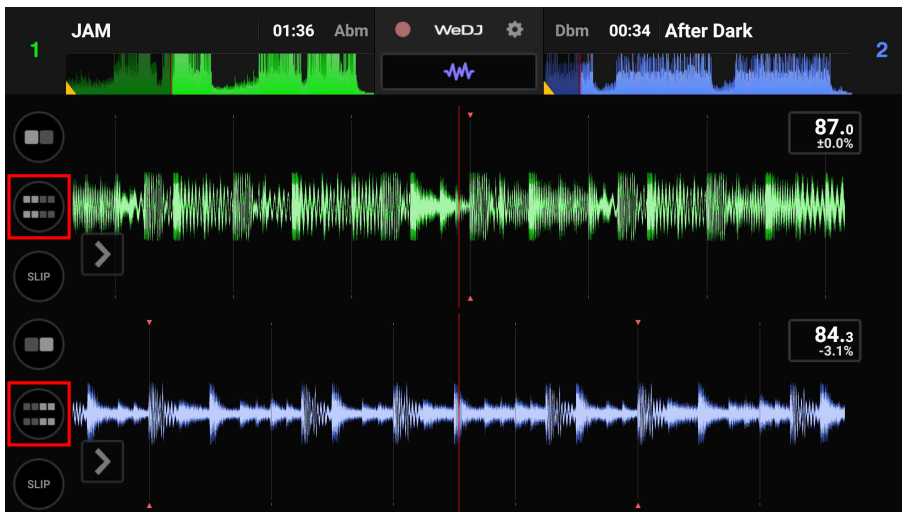 1
JAM
01:36
Abm
WeDJ
Dbm
00:34
After Dark
2
87.0
±0.0%
SLIP
84.3
-3.1%
SLIP